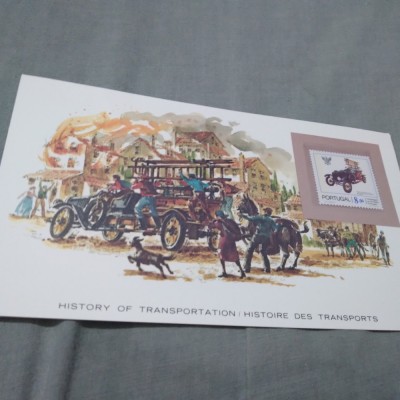 PORTUGAL
HISTORY OF TRANSPORTATION / HISTOIRE DES TRANSPORTS